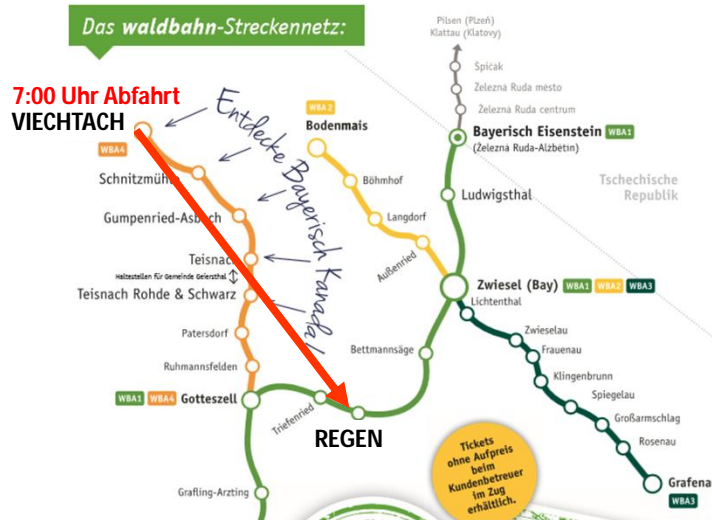 Das waldbahn-Streckennetz:
Pilsen (Plzeň)
Klattau (Klatovy)
Špičák
Železná Ruda město
Železná Ruda centrum
7:00 Uhr Abfahrt
VIECHTACH
WBA4
Entdecke Bayerisch Kanada!
WBA2
Bodenmais
Bayerisch Eisenstein WBA1
(Železná Ruda-Alžbětín)
Tschechische
Republik
Schnitzmühle
Böhmhof
Ludwigsthal
Gumpenried-Asbach
Langdorf
Außenried
Teisnach
Haltestellen für Gemeinde Geiersthal
Teisnach Rohde & Schwarz
Zwiesel (Bay) WBA1 WBA2 WBA3
Lichtenthal
Patersdorf
Zwieselau
Bettmannsäge
Frauenau
Ruhmannsfelden
Klingenbrunn
WBA1 WBA4 Gotteszell
Spiegelau
Triefenried
Großarmschlag
REGEN
Rosenau
Tickets
ohne Aufpreis
beim
Kundenbetreuer
im Zug
erhältlich.
Grafenau
WBA3
Grafling-Arzting